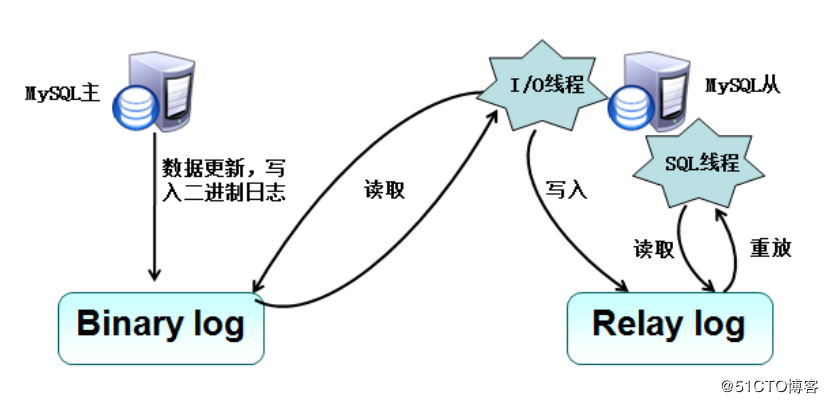 MySQL主
I/O线程
MySQL从
数据更新，写
入二进制日志
读取
写入
SQL线程
读取
重放
Binary log
Relay log
@51CTO博客